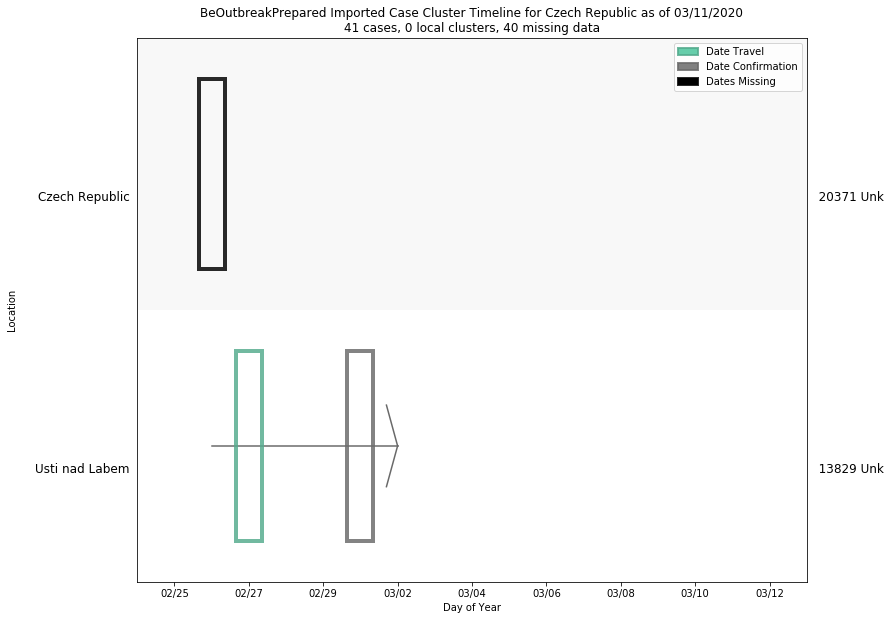 BeOutbreakPrepared Imported Case Cluster Timeline for Czech Republic as of 03/11/2020
41 cases, 0 local clusters, 40 missing data
Date Travel
Date Confirmation
Dates Missing
Czech Republic
20371 Unk
Location
Usti nad Labem
13829 Unk
02/25 02/27 02/29 03/02 03/04 03/06 03/08 03/10 03/12
Day of Year